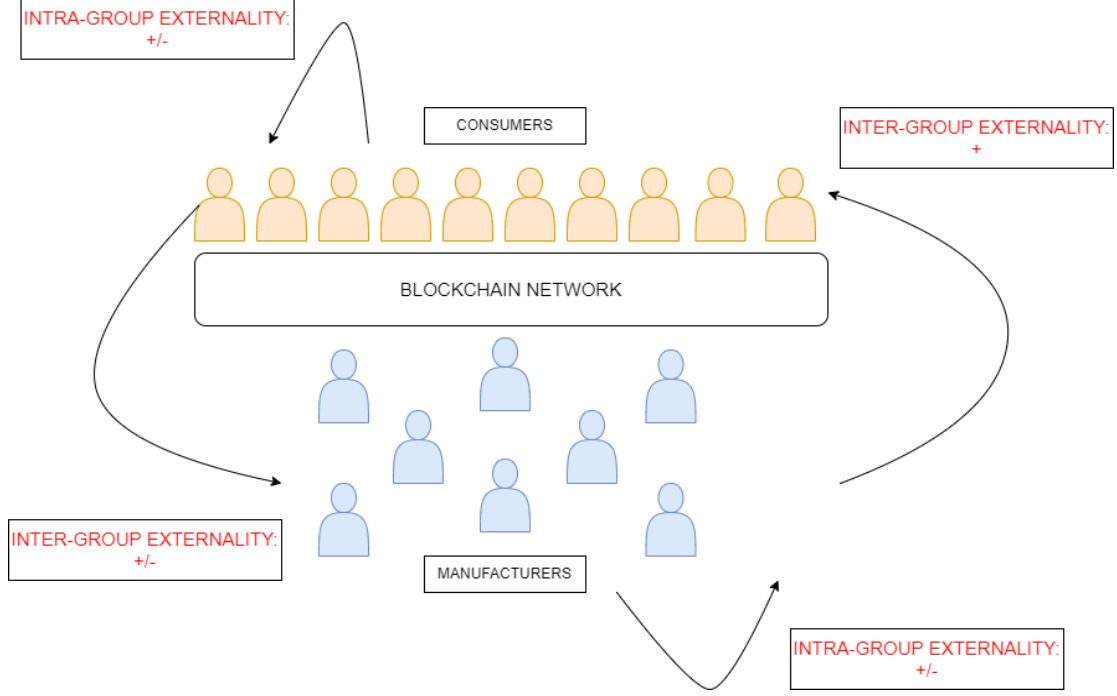 INTRA-GROUP EXTERNALITY:
+/-
CONSUMERS
INTER-GROUP EXTERNALITY:
+
BLOCKCHAIN NETWORK
INTER-GROUP EXTERNALITY:
+/-
MANUFACTURERS
INTRA-GROUP EXTERNALITY:
+/-